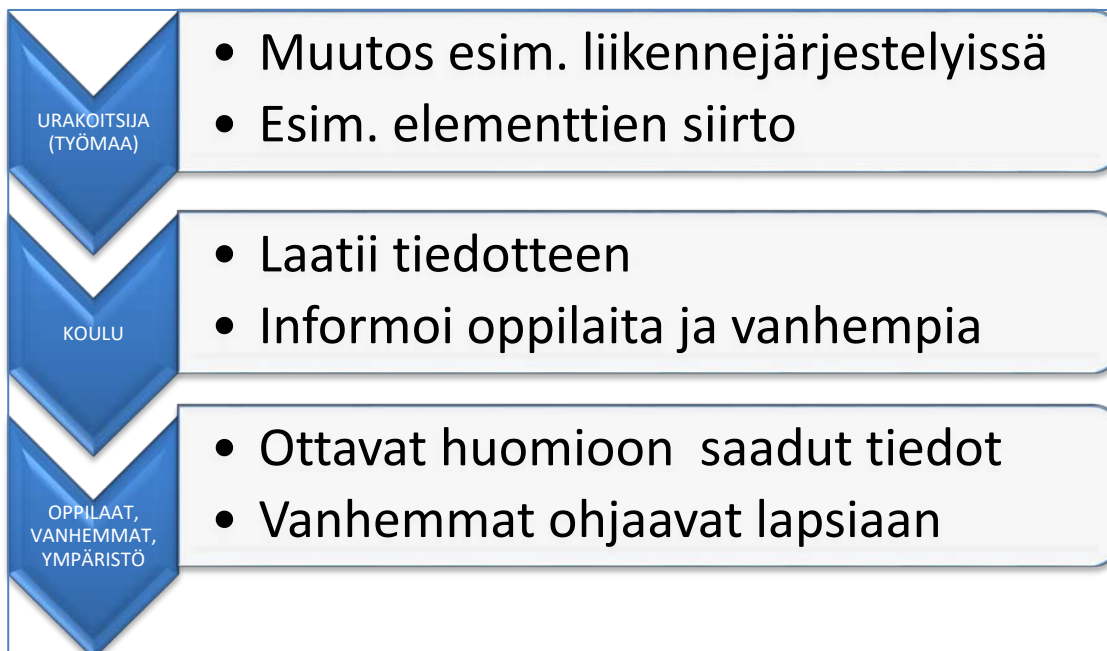 URAKOITSIJA
(TYÖMAA)
• Muutos esim. liikennejärjestelyissä
• Esim. elementtien siirto
KOULU
• Laatii tiedotteen
• Informoi oppilaita ja vanhempia
OPPILAAT,
VANHEMMAT,
YMPÄRISTÖ
• Ottavat huomioon saadut tiedot
• Vanhemmat ohjaavat lapsiaan